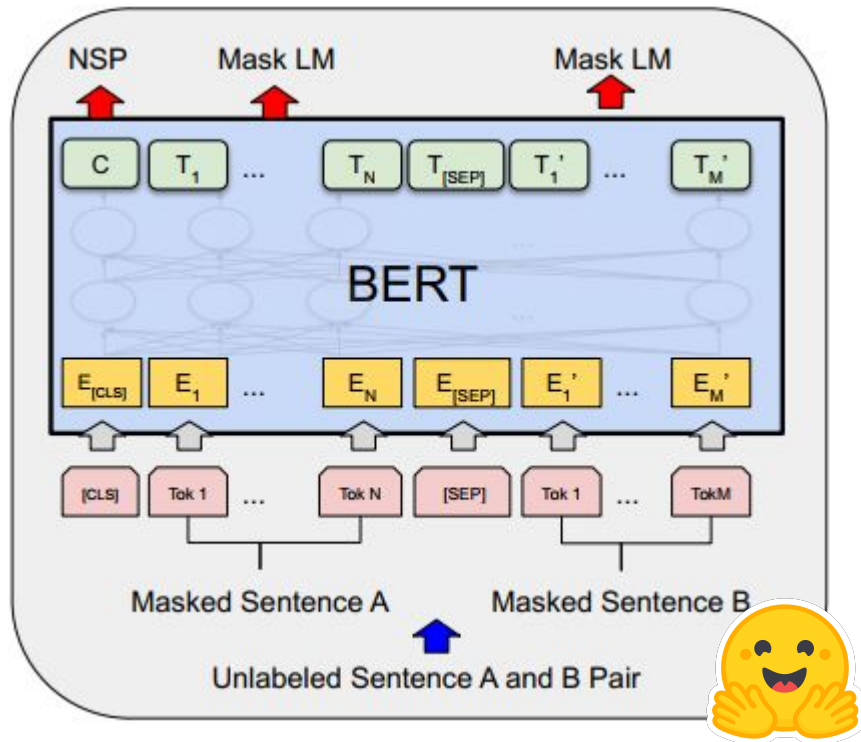 NSP Mask LM Mask LM
C T1 ... TN T[SEP] T1’ ... TM’
...
BERT
...
E[CLS] E1 ... EN E[SEP] E1’ ... EM’
[CLS] Tok 1 ... Tok N [SEP] Tok 1 ... TokM
Masked Sentence A Masked Sentence B
Unlabeled Sentence A and B Pair